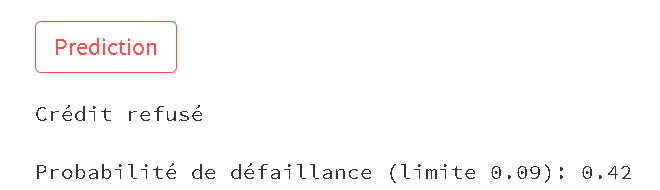 Prediction
Crédit refusé
Probabilité de défaillance (limite 0.09): 0.42